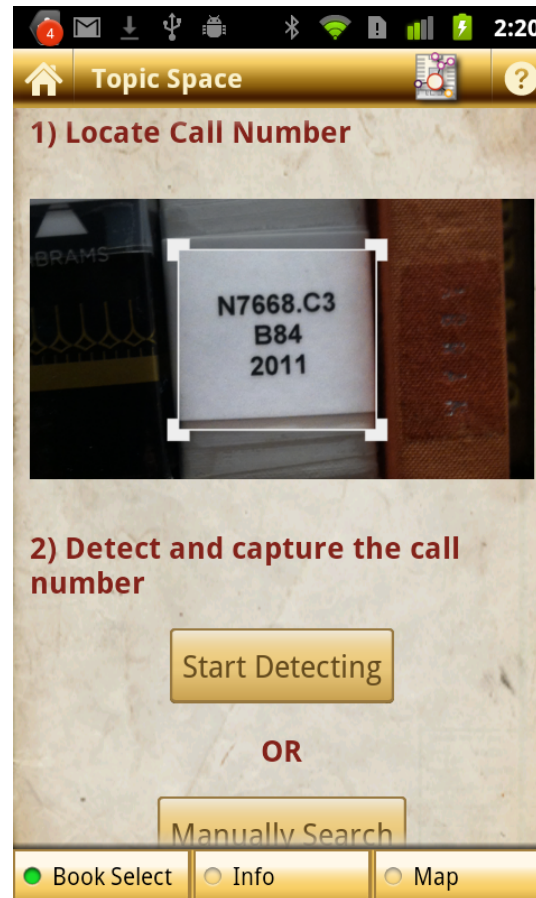 4
2:20
Topic Space
?
1) Locate Call Number
BRAMS
N7668.C3
B84
2011
2) Detect and capture the call
number
Start Detecting
OR
Manually Search
Book Select
Info
Map